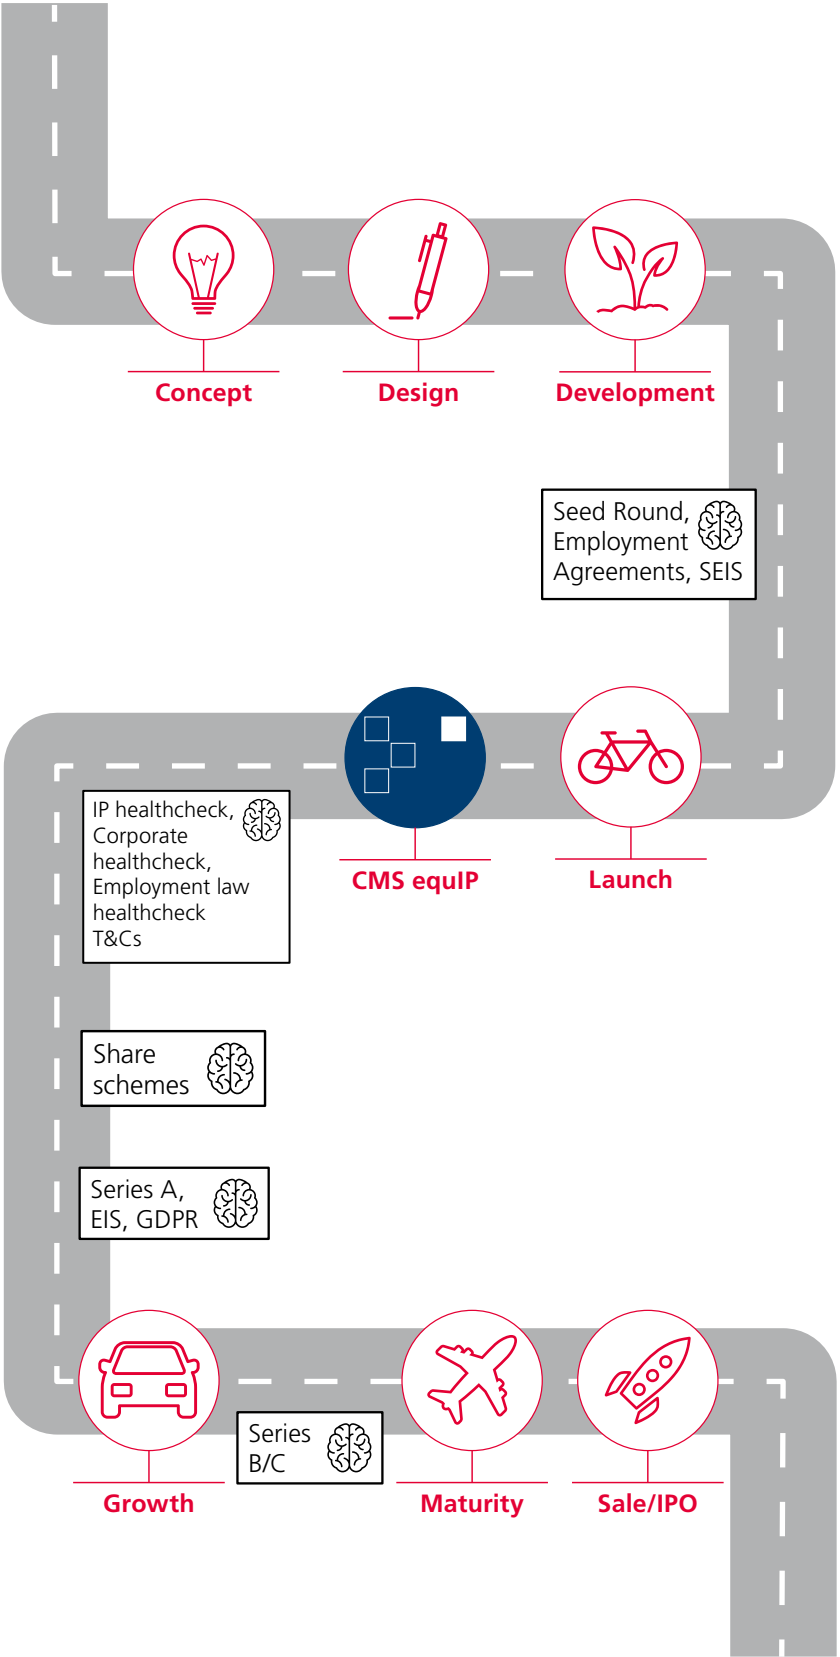 Concept
Design
Development
Seed Round,
Employment
Agreements, SEIS
CMS equIP
Launch
IP healthcheck,
Corporate
healthcheck,
Employment law
healthcheck
T&Cs
Share
schemes
Series A,
EIS, GDPR
Series
B/C
Growth
Maturity
Sale/IPO